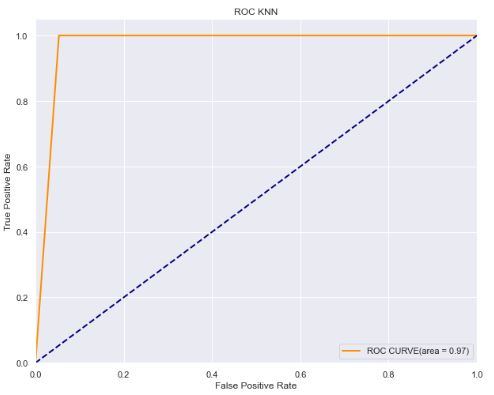 ROC KNN
1.0
0.8
0.6
0.4
0.2
0.0
True Positive Rate
ROC CURVE(area = 0.97)
0.0 0.2 0.4 0.6 0.8 1.0
False Positive Rate